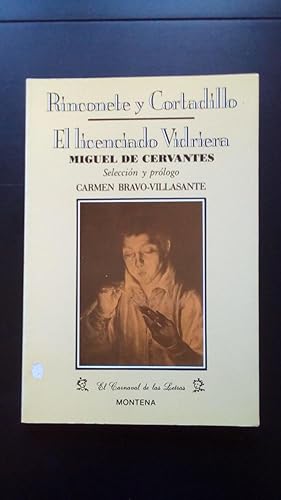 Rinconete y Cortadillo
El licenciado Vidriera
MIGUEL DE CERVANTES
Selección y prólogo
CARMEN BRAVO-VILLASANTE
El Carnaval de las Letras
MONTENA